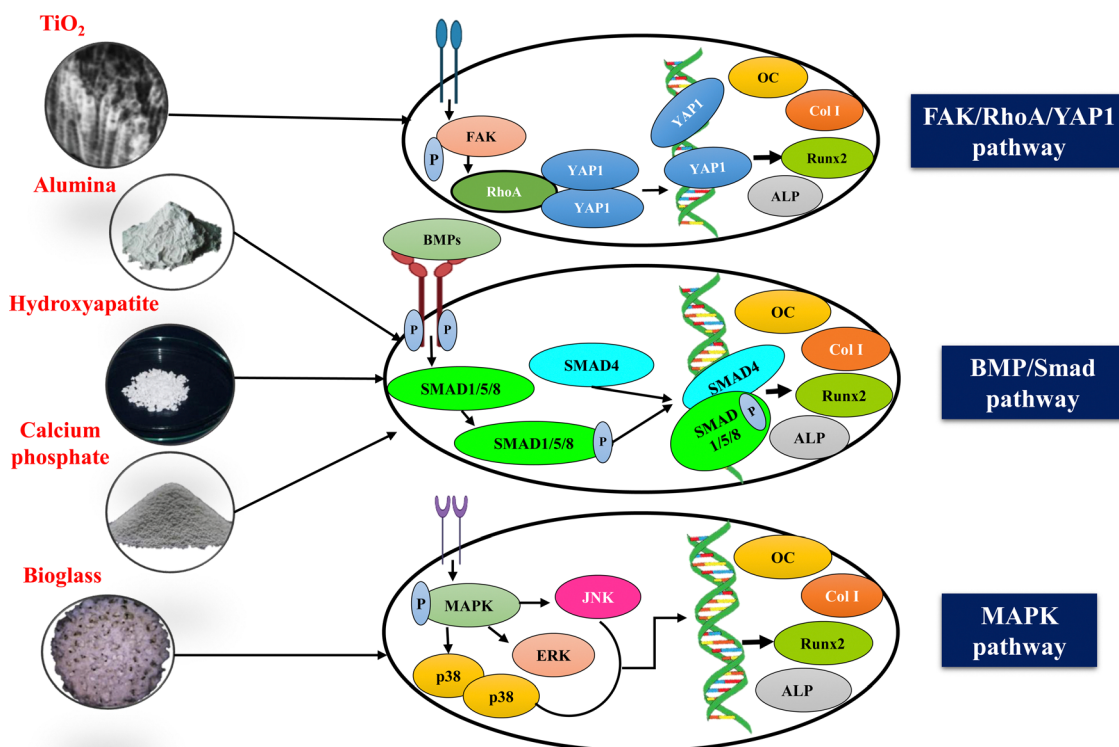 TiO₂
Alumina
Hydroxyapatite
Calcium
phosphate
Bioglass
FAK
P
RhoA
YAP1
YAP1
YAP1
YAP1
OC
Col I
Runx2
ALP
FAK/RhoA/YAP1
pathway
BMPs
P
P
SMAD1/5/8
SMAD4
SMAD1/5/8
P
SMAD4
SMAD
1/5/8
P
OC
Col I
Runx2
ALP
BMP/Smad
pathway
P
MAPK
JNK
ERK
p38
p38
OC
Col I
Runx2
ALP
MAPK
pathway